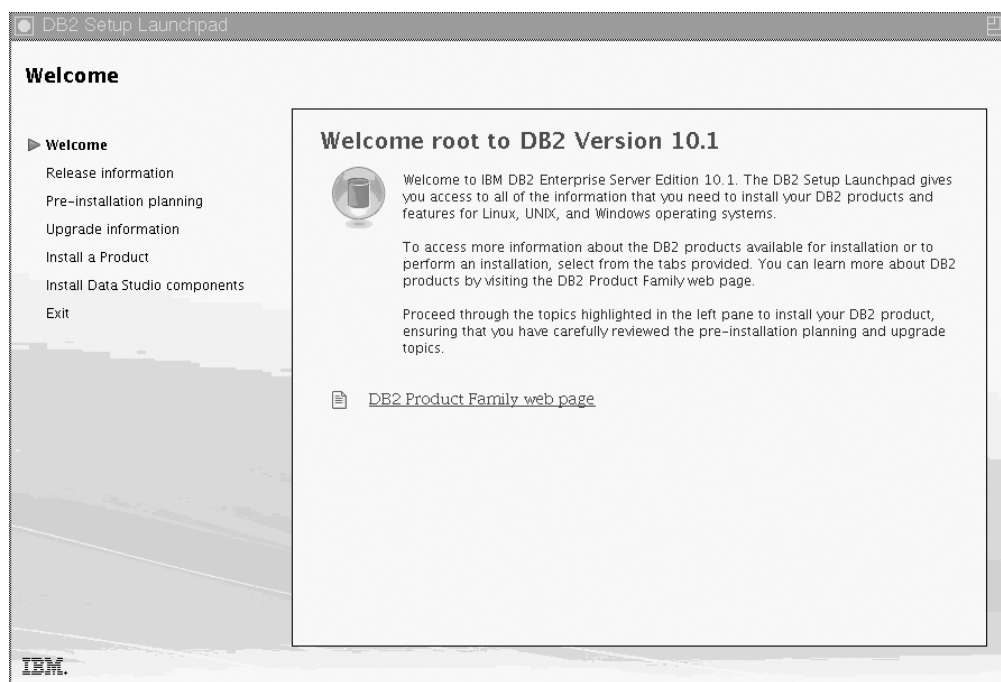 DB2 Setup Launchpad
Welcome
Welcome
Release information
Pre-installation planning
Upgrade information
Install a Product
Install Data Studio components
Exit
Welcome root to DB2 Version 10.1
Welcome to IBM DB2 Enterprise Server Edition 10.1. The DB2 Setup Launchpad gives
you access to all of the information that you need to install your DB2 products and
features for Linux, UNIX, and Windows operating systems.
To access more information about the DB2 products available for installation or to
perform an installation, select from the tabs provided. You can learn more about DB2
products by visiting the DB2 Product Family web page.
Proceed through the topics highlighted in the left pane to install your DB2 product,
ensuring that you have carefully reviewed the pre-installation planning and upgrade
topics.
DB2 Product Family web page
IBM.